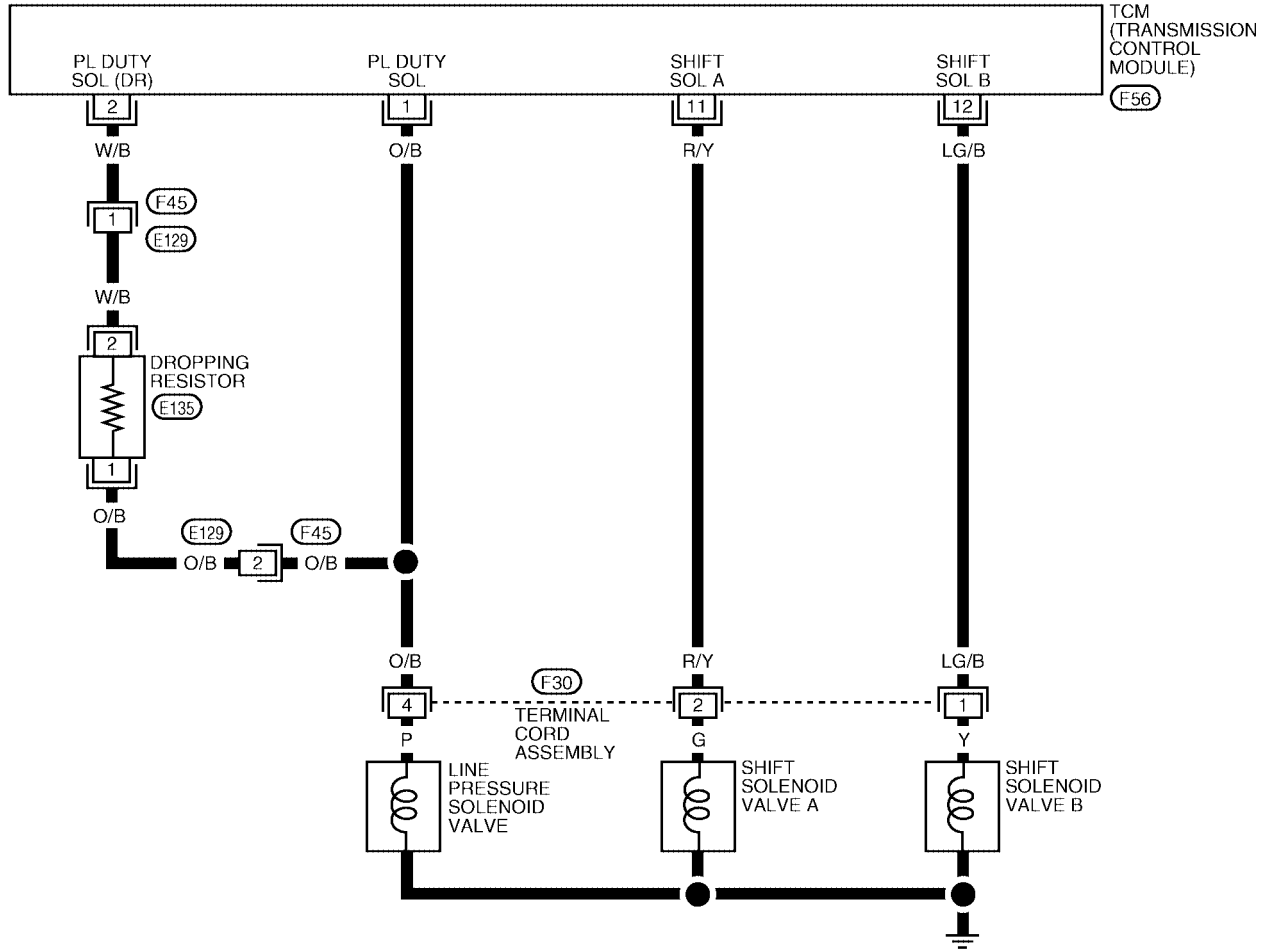 TCM
(TRANSMISSION
CONTROL
MODULE)
F56
PL DUTY
SOL (DR)
PL DUTY
SOL
SHIFT
SOL A
SHIFT
SOL B
2
1
11
12
W/B
O/B
R/Y
LG/B
1
F45
E129
W/B
2
DROPPING
RESISTOR
E135
1
O/B
E129
F45
O/B
2
O/B
O/B
R/Y
LG/B
F30
4
2
1
TERMINAL
CORD
ASSEMBLY
P
G
Y
LINE
PRESSURE
SOLENOID
VALVE
SHIFT
SOLENOID
VALVE A
SHIFT
SOLENOID
VALVE B